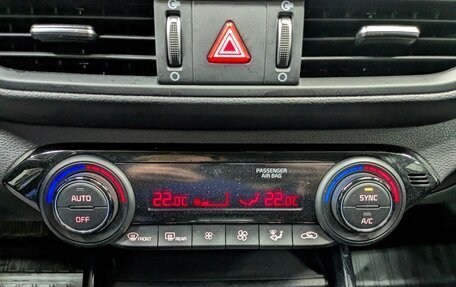 PASSENGER
AIR BAG
22.0C
22.0C
AUTO
OFF
SYNC
A/C
FRONT
REAR